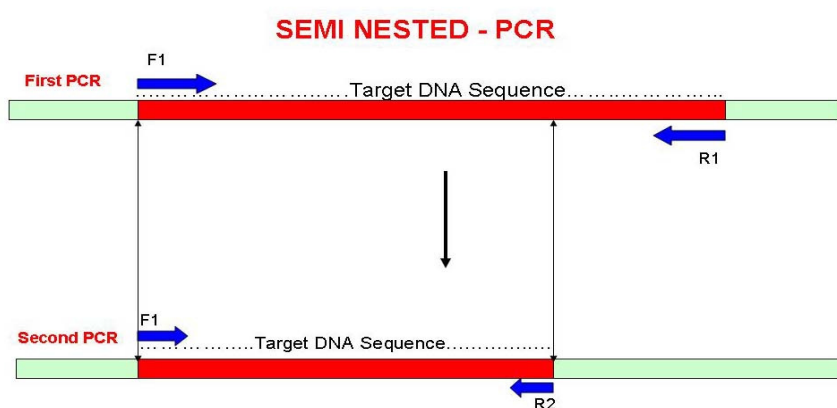 SEMI NESTED - PCR
F1
First PCR
.................................Target DNA Sequence........................
R1
F1
Second PCR
..................Target DNA Sequence................
R2